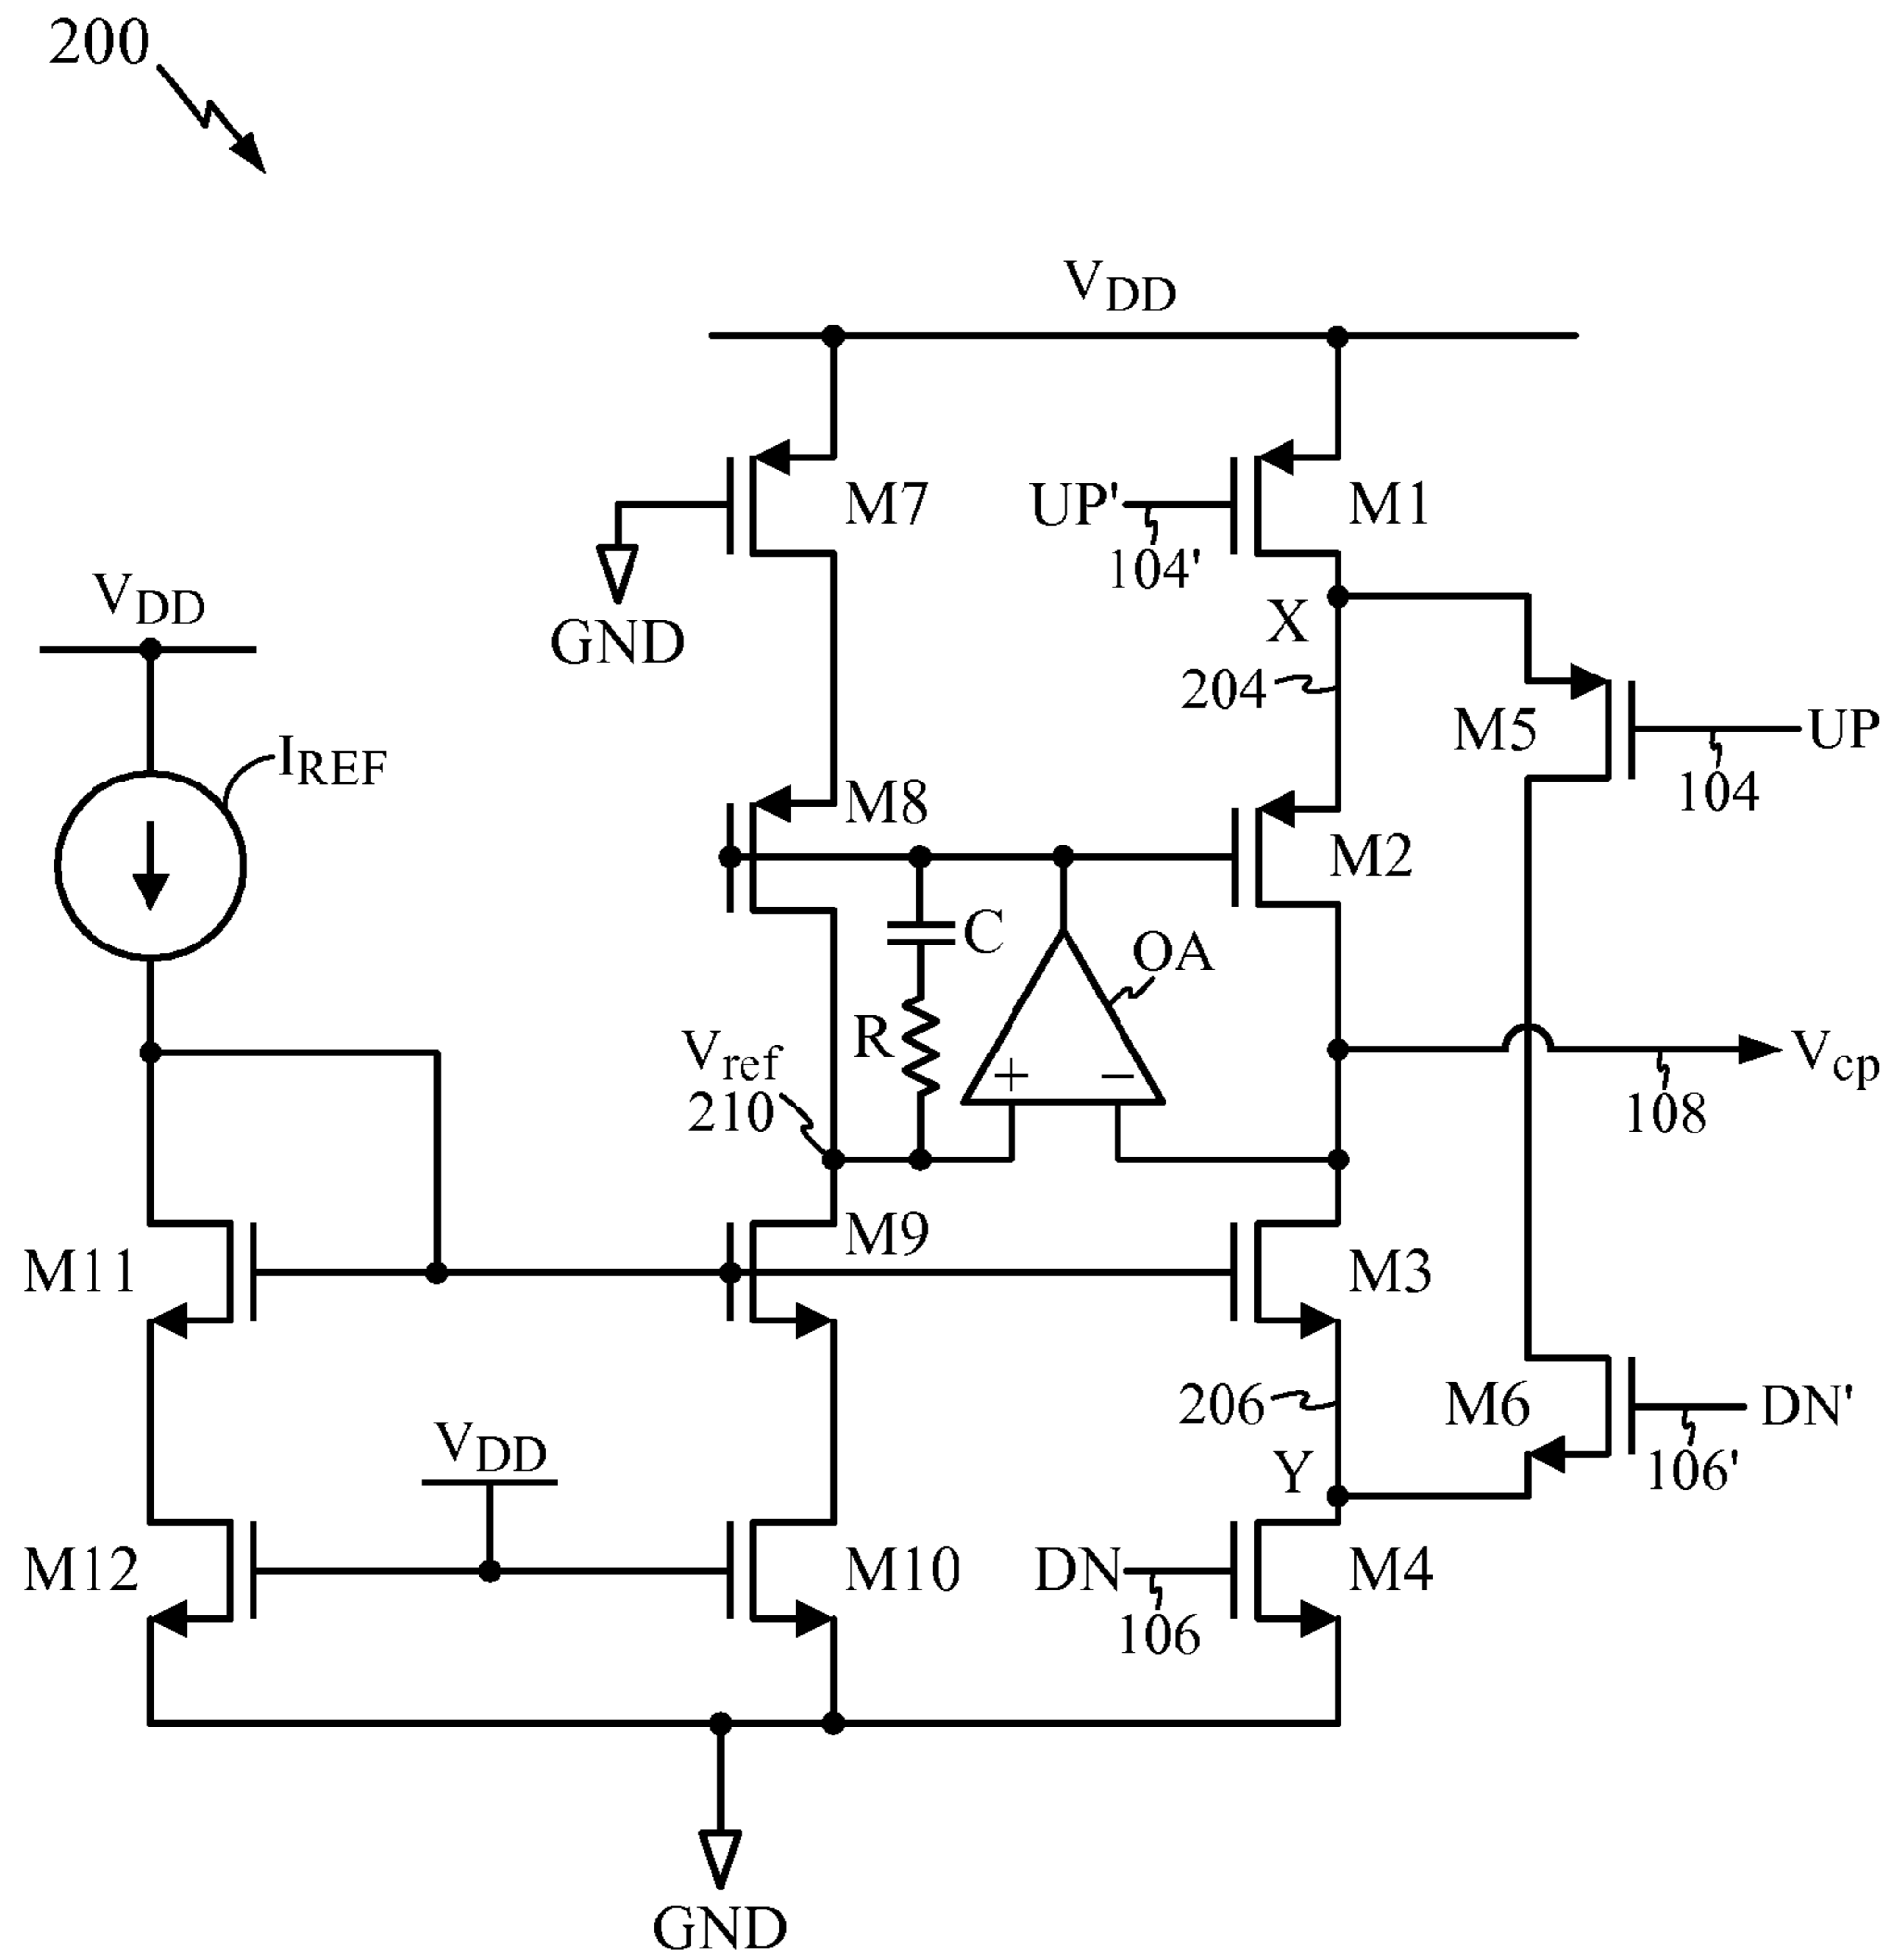 200
VDD
M7
UP'
104'
M1
GND
X
204
VDD
IREF
M5
UP
104
M8
M2
C
OA
R
Vref
210
+
−
Vcp
108
M11
M9
M3
206
M6
DN'
106'
VDD
Y
M12
M10
DN
106
M4
GND